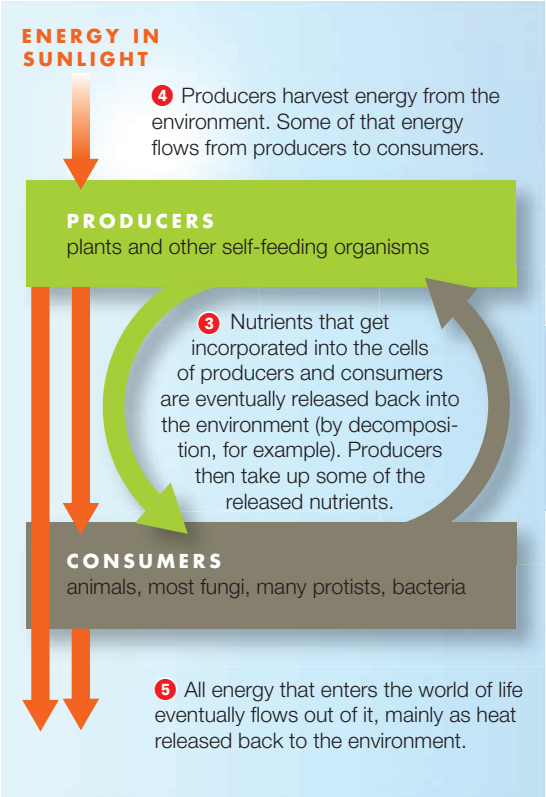 ENERGY IN
SUNLIGHT
4 Producers harvest energy from the
environment. Some of that energy
flows from producers to consumers.
PRODUCERS
plants and other self-feeding organisms
3 Nutrients that get
incorporated into the cells
of producers and consumers
are eventually released back into
the environment (by decomposi-
tion, for example). Producers
then take up some of the
released nutrients.
CONSUMERS
animals, most fungi, many protists, bacteria
5 All energy that enters the world of life
eventually flows out of it, mainly as heat
released back to the environment.